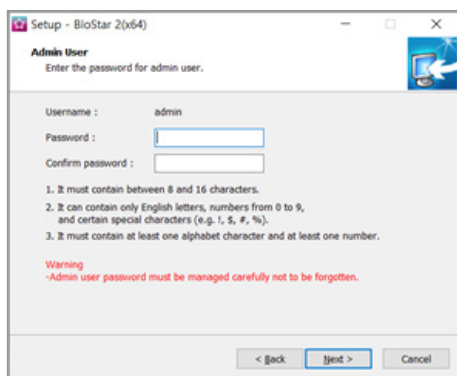 Setup - BioStar 2(x64)
Admin User
Enter the password for admin user.
Username : admin
Password :
Confirm password :
1. It must contain between 8 and 16 characters.
2. It can contain only English letters, numbers from 0 to 9,
and certain special characters (e.g. !, $, #, %).
3. It must contain at least one alphabet character and at least one number.
Warning
-Admin user password must be managed carefully not to be forgotten.
< Back Next > Cancel